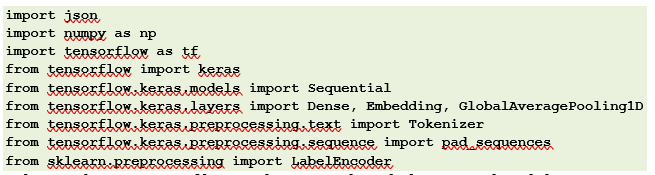 import json
import numpy as np
import tensorflow as tf
from tensorflow import keras
from tensorflow.keras.models import Sequential
from tensorflow.keras.layers import Dense, Embedding, GlobalAveragePooling1D
from tensorflow.keras.preprocessing.text import Tokenizer
from tensorflow.keras.preprocessing.sequence import pad_sequences
from sklearn.preprocessing import LabelEncoder